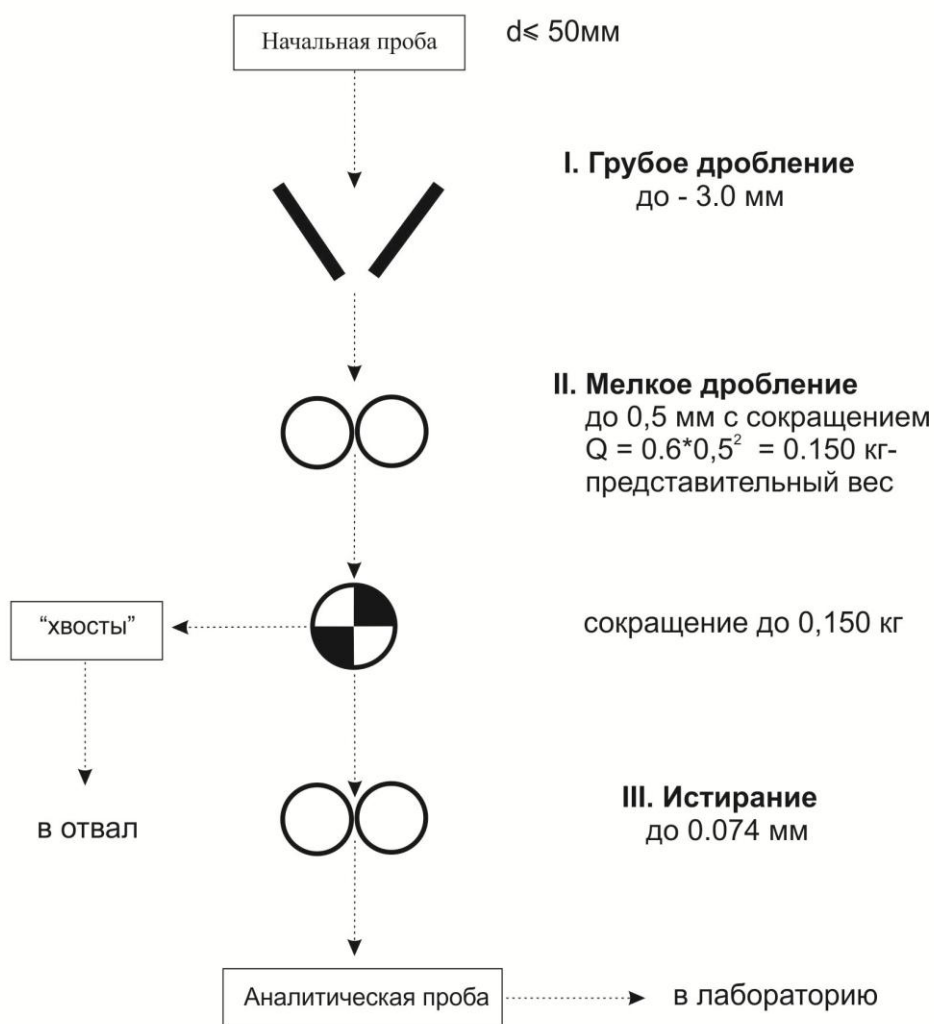 Начальная проба
d⩽ 50мм
I. Грубое дробление
до - 3.0 мм
II. Мелкое дробление
до 0,5 мм с сокращением
Q = 0.6*0,5² = 0.150 кг-
представительный вес
“хвосты”
сокращение до 0,150 кг
в отвал
III. Истирание
до 0.074 мм
Аналитическая проба
в лабораторию